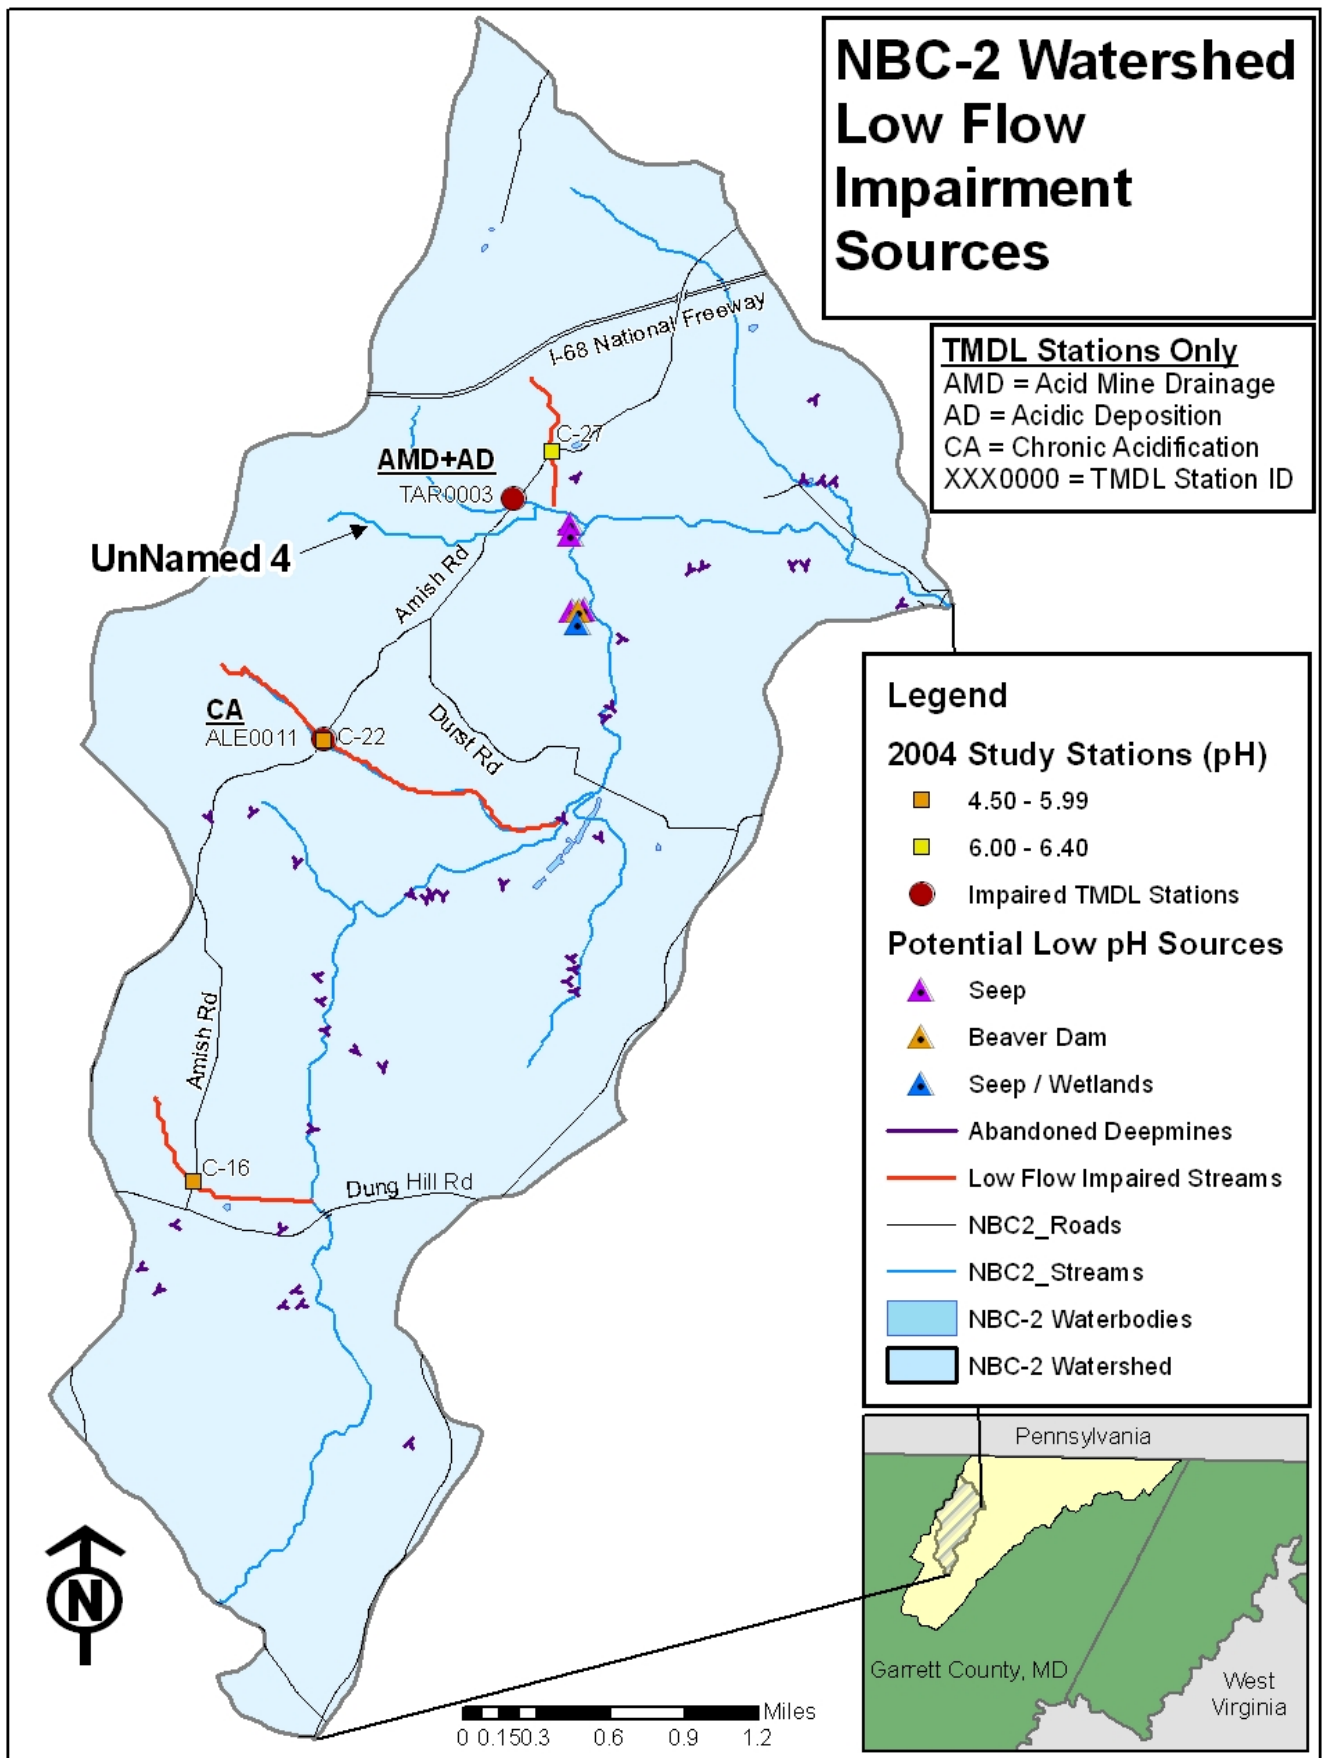 NBC-2 Watershed
Low Flow
Impairment
Sources
TMDL Stations Only
AMD = Acid Mine Drainage
AD = Acidic Deposition
CA = Chronic Acidification
XXX0000 = TMDL Station ID
I-68 National Freeway
C-27
AMD+AD
TAR0003
UnNamed 4
Amish Rd
CA
ALE0011
C-22
Durst Rd
Amish Rd
C-16
Dung Hill Rd
Legend
2004 Study Stations (pH)
4.50 - 5.99
6.00 - 6.40
Impaired TMDL Stations
Potential Low pH Sources
Seep
Beaver Dam
Seep / Wetlands
Abandoned Deepmines
Low Flow Impaired Streams
NBC2_Roads
NBC2_Streams
NBC-2 Waterbodies
NBC-2 Watershed
Pennsylvania
Garrett County, MD
West
Virginia
N
Miles
0 0.150.3 0.6 0.9 1.2